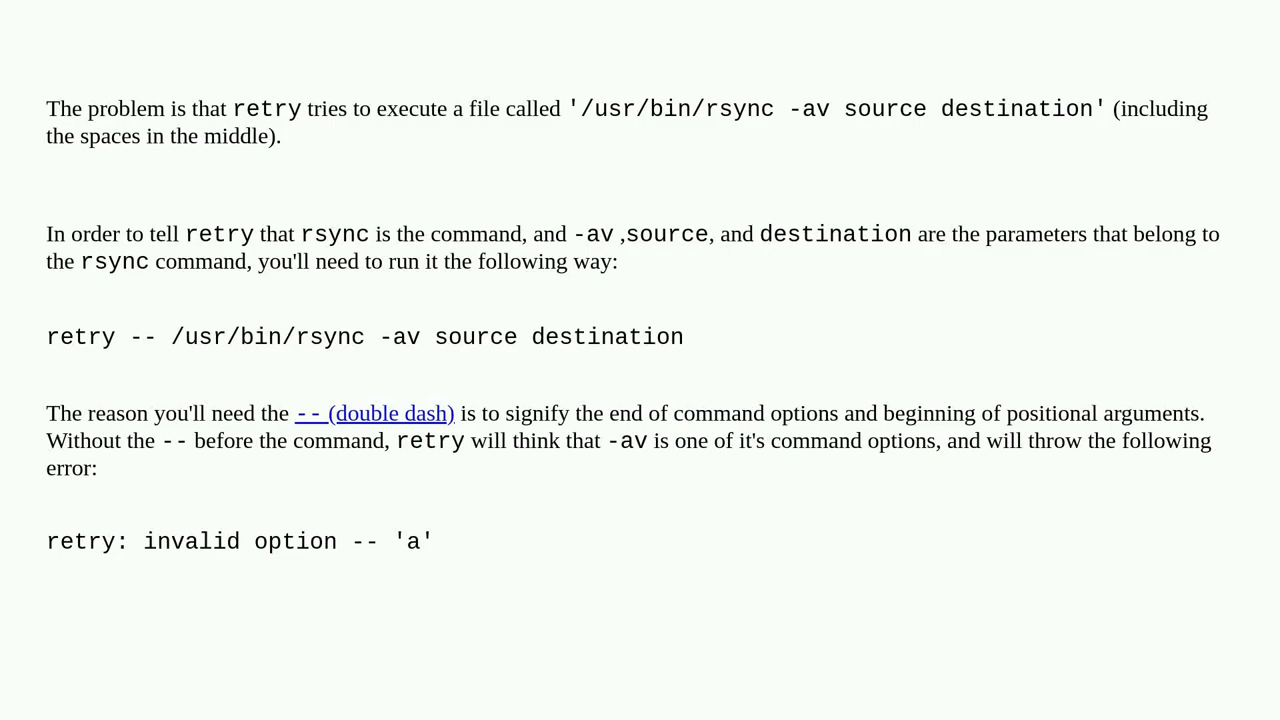 The problem is that retry tries to execute a file called '/usr/bin/rsync -av source destination' (including
the spaces in the middle).
In order to tell retry that rsync is the command, and -av ,source, and destination are the parameters that belong to
the rsync command, you'll need to run it the following way:
retry -- /usr/bin/rsync -av source destination
The reason you'll need the -- (double dash) is to signify the end of command options and beginning of positional arguments.
Without the -- before the command, retry will think that -av is one of it's command options, and will throw the following
error:
retry: invalid option -- 'a'